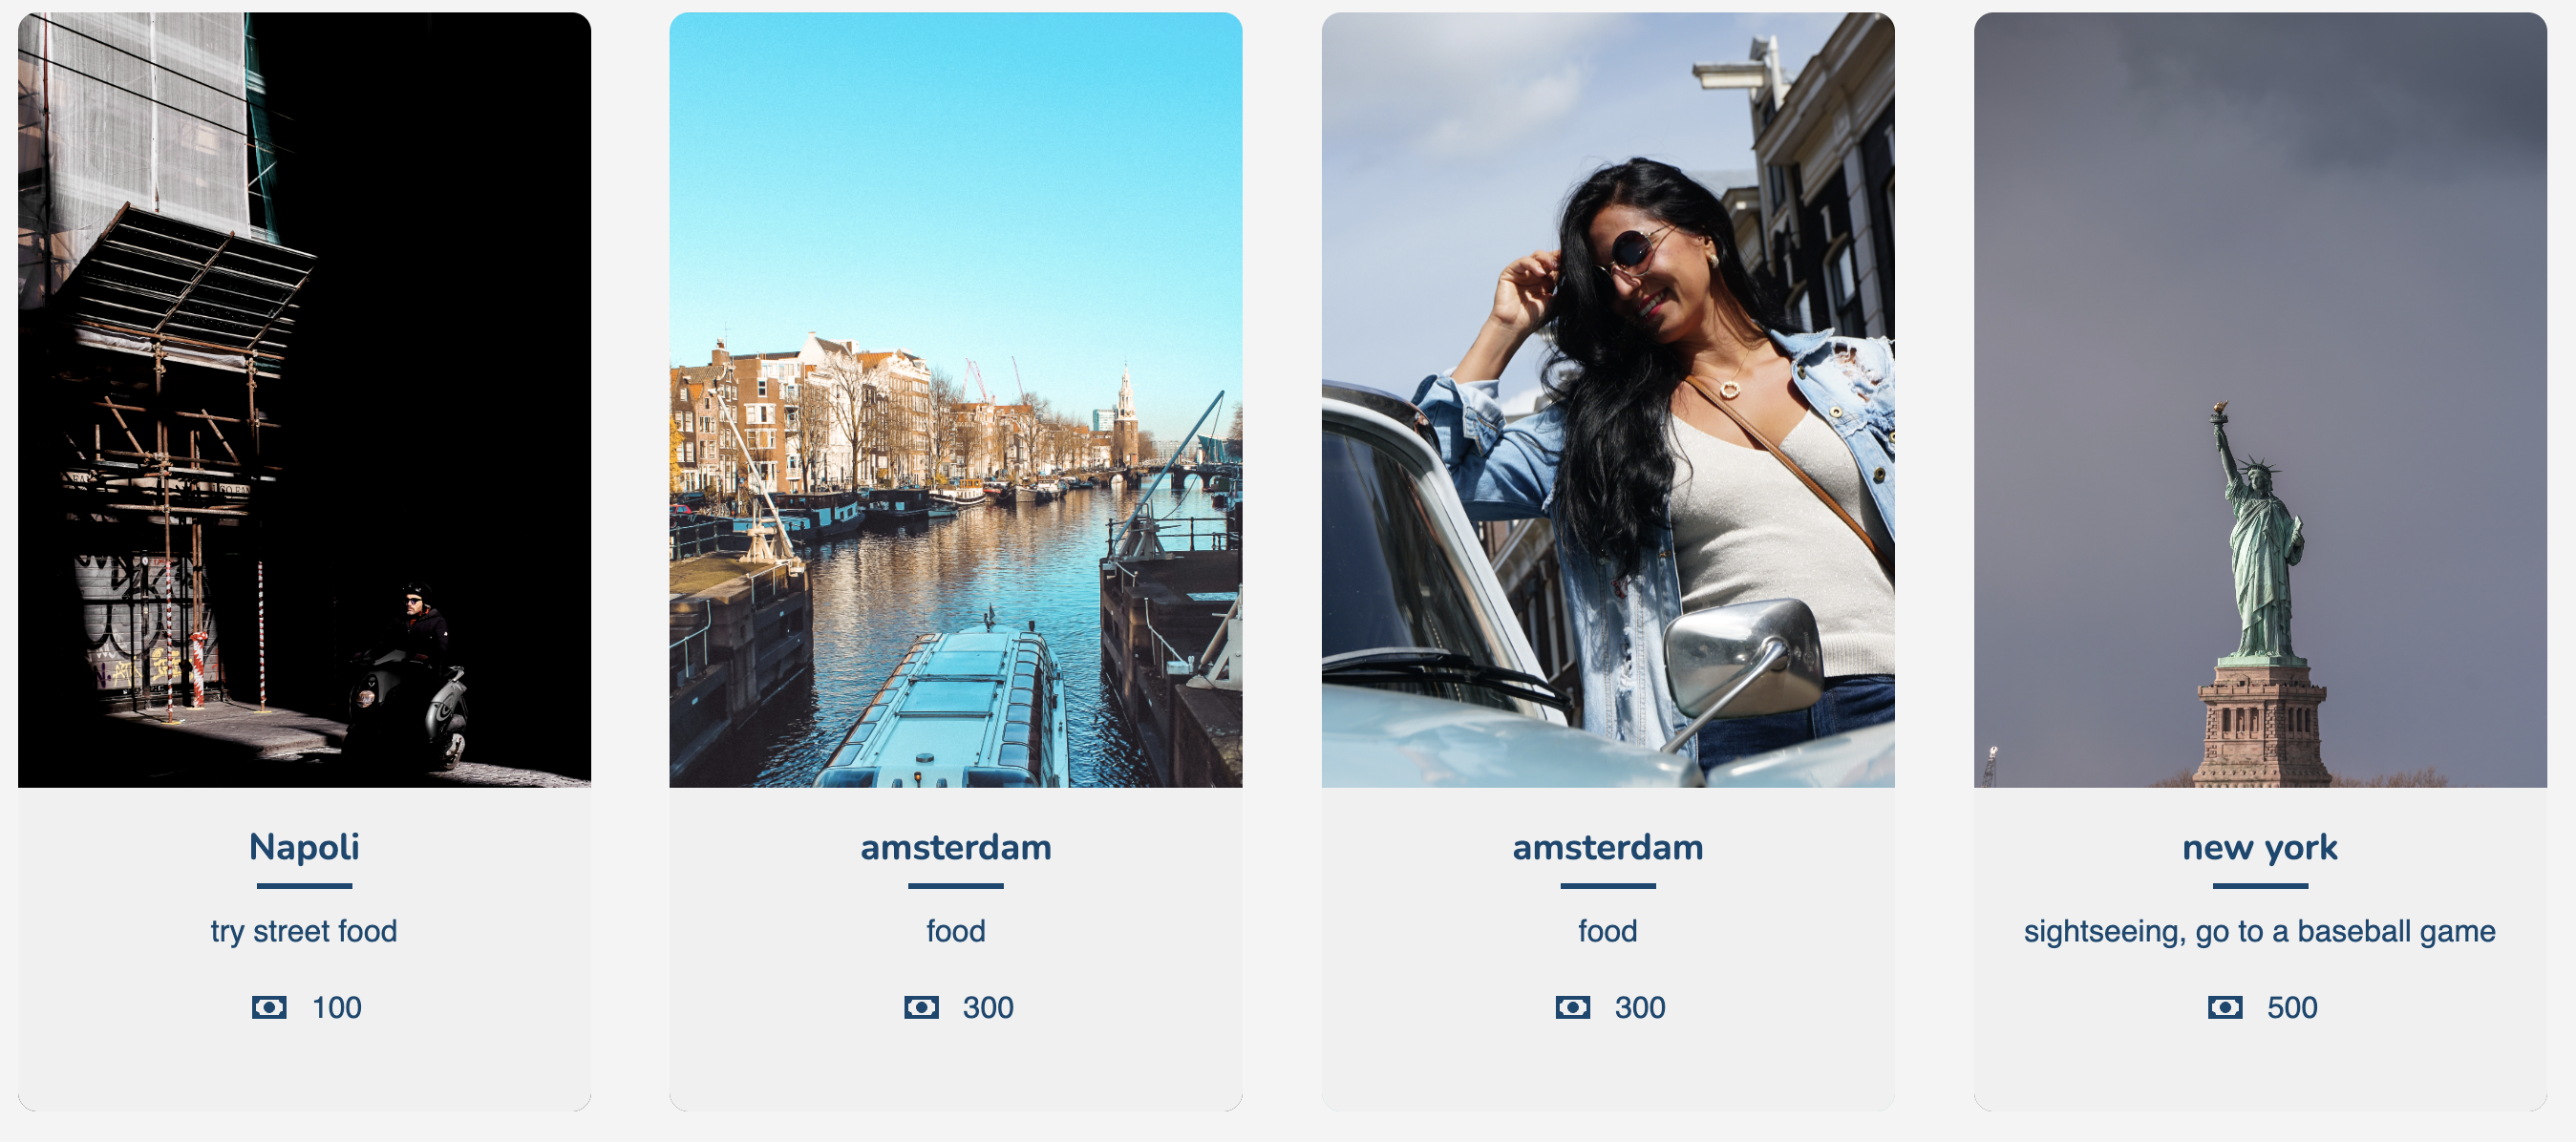 Napoli
try street food
100
amsterdam
food
300
amsterdam
food
300
new york
sightseeing, go to a baseball game
500